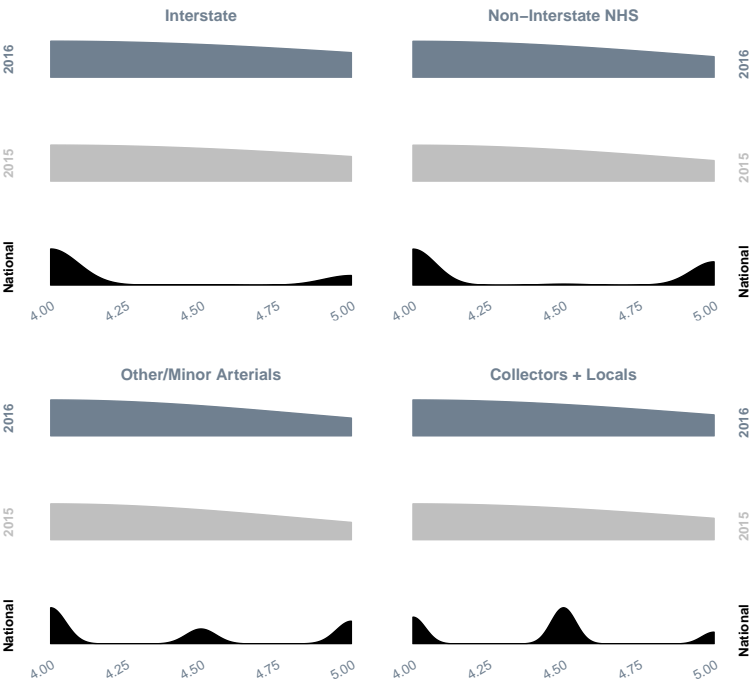 Interstate
Non−Interstate NHS
2016
2016
2015
2015
National
National
4.00 4.25 4.50 4.75 5.00
4.00 4.25 4.50 4.75 5.00
Other/Minor Arterials
Collectors + Locals
2016
2016
2015
2015
National
National
4.00 4.25 4.50 4.75 5.00
4.00 4.25 4.50 4.75 5.00